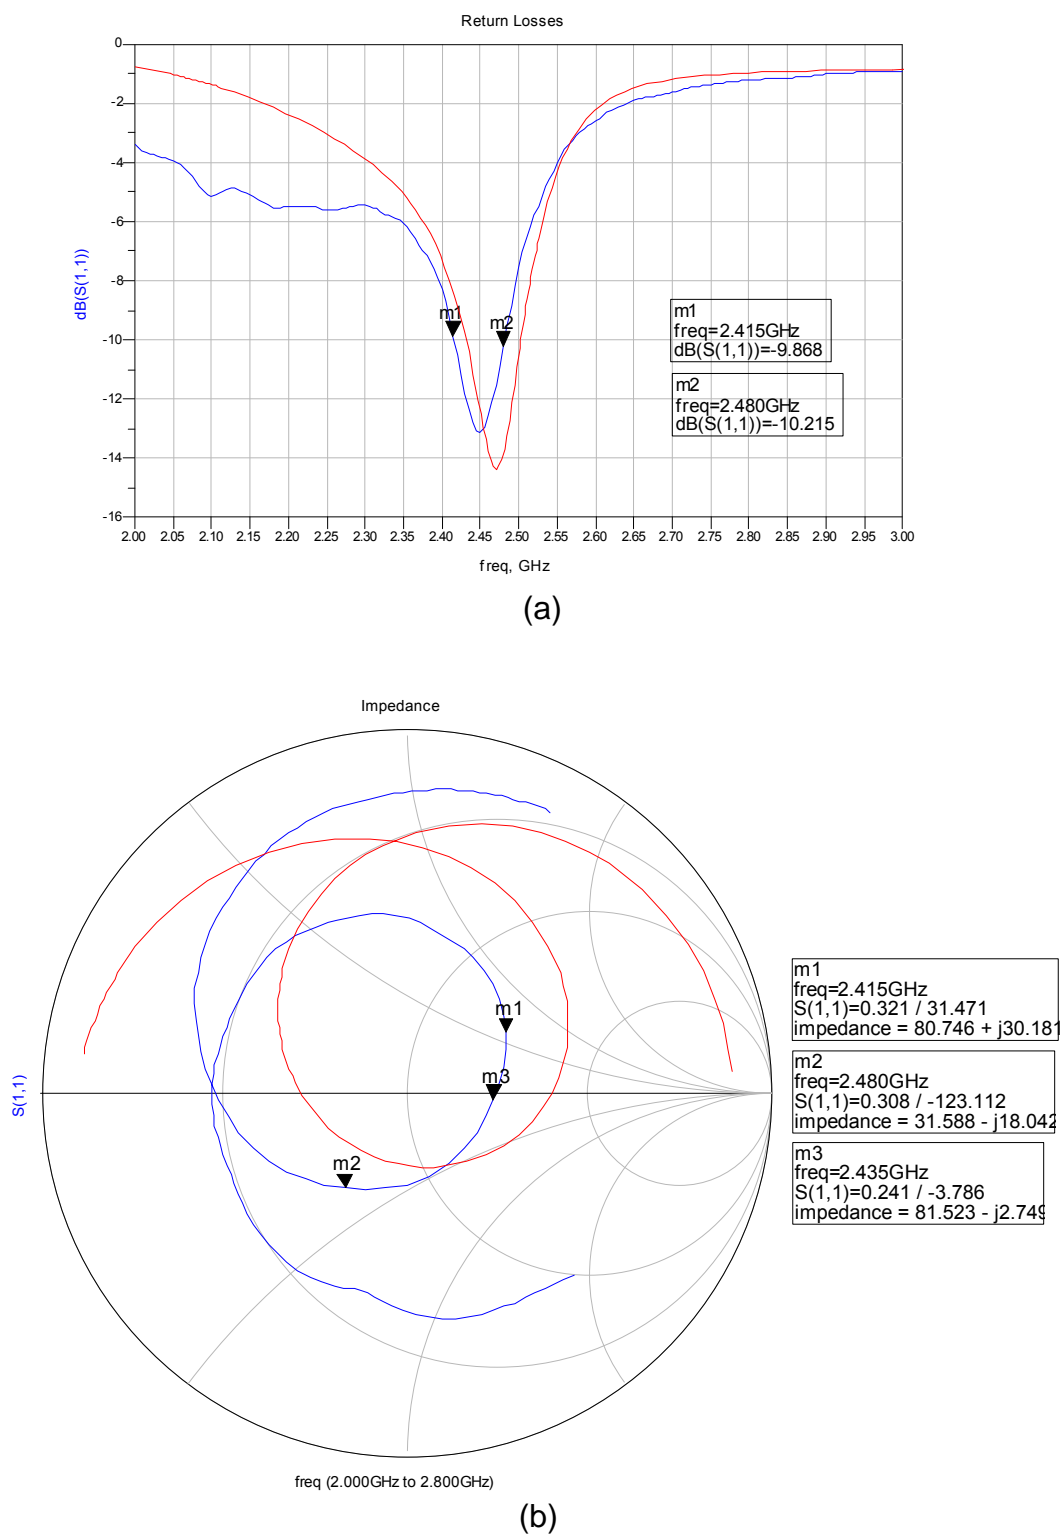 Return Losses
0
-2
-4
-6
-8
-10
-12
-14
-16
dB(S(1,1))
m1
m2
m1
freq=2.415GHz
dB(S(1,1))=-9.868
m2
freq=2.480GHz
dB(S(1,1))=-10.215
2.00 2.05 2.10 2.15 2.20 2.25 2.30 2.35 2.40 2.45 2.50 2.55 2.60 2.65 2.70 2.75 2.80 2.85 2.90 2.95 3.00
freq, GHz
(a)
Impedance
S(1,1)
m1
m3
m2
m1
freq=2.415GHz
S(1,1)=0.321 / 31.471
impedance = 80.746 + j30.181
m2
freq=2.480GHz
S(1,1)=0.308 / -123.112
impedance = 31.588 - j18.042
m3
freq=2.435GHz
S(1,1)=0.241 / -3.786
impedance = 81.523 - j2.749
freq (2.000GHz to 2.800GHz)
(b)